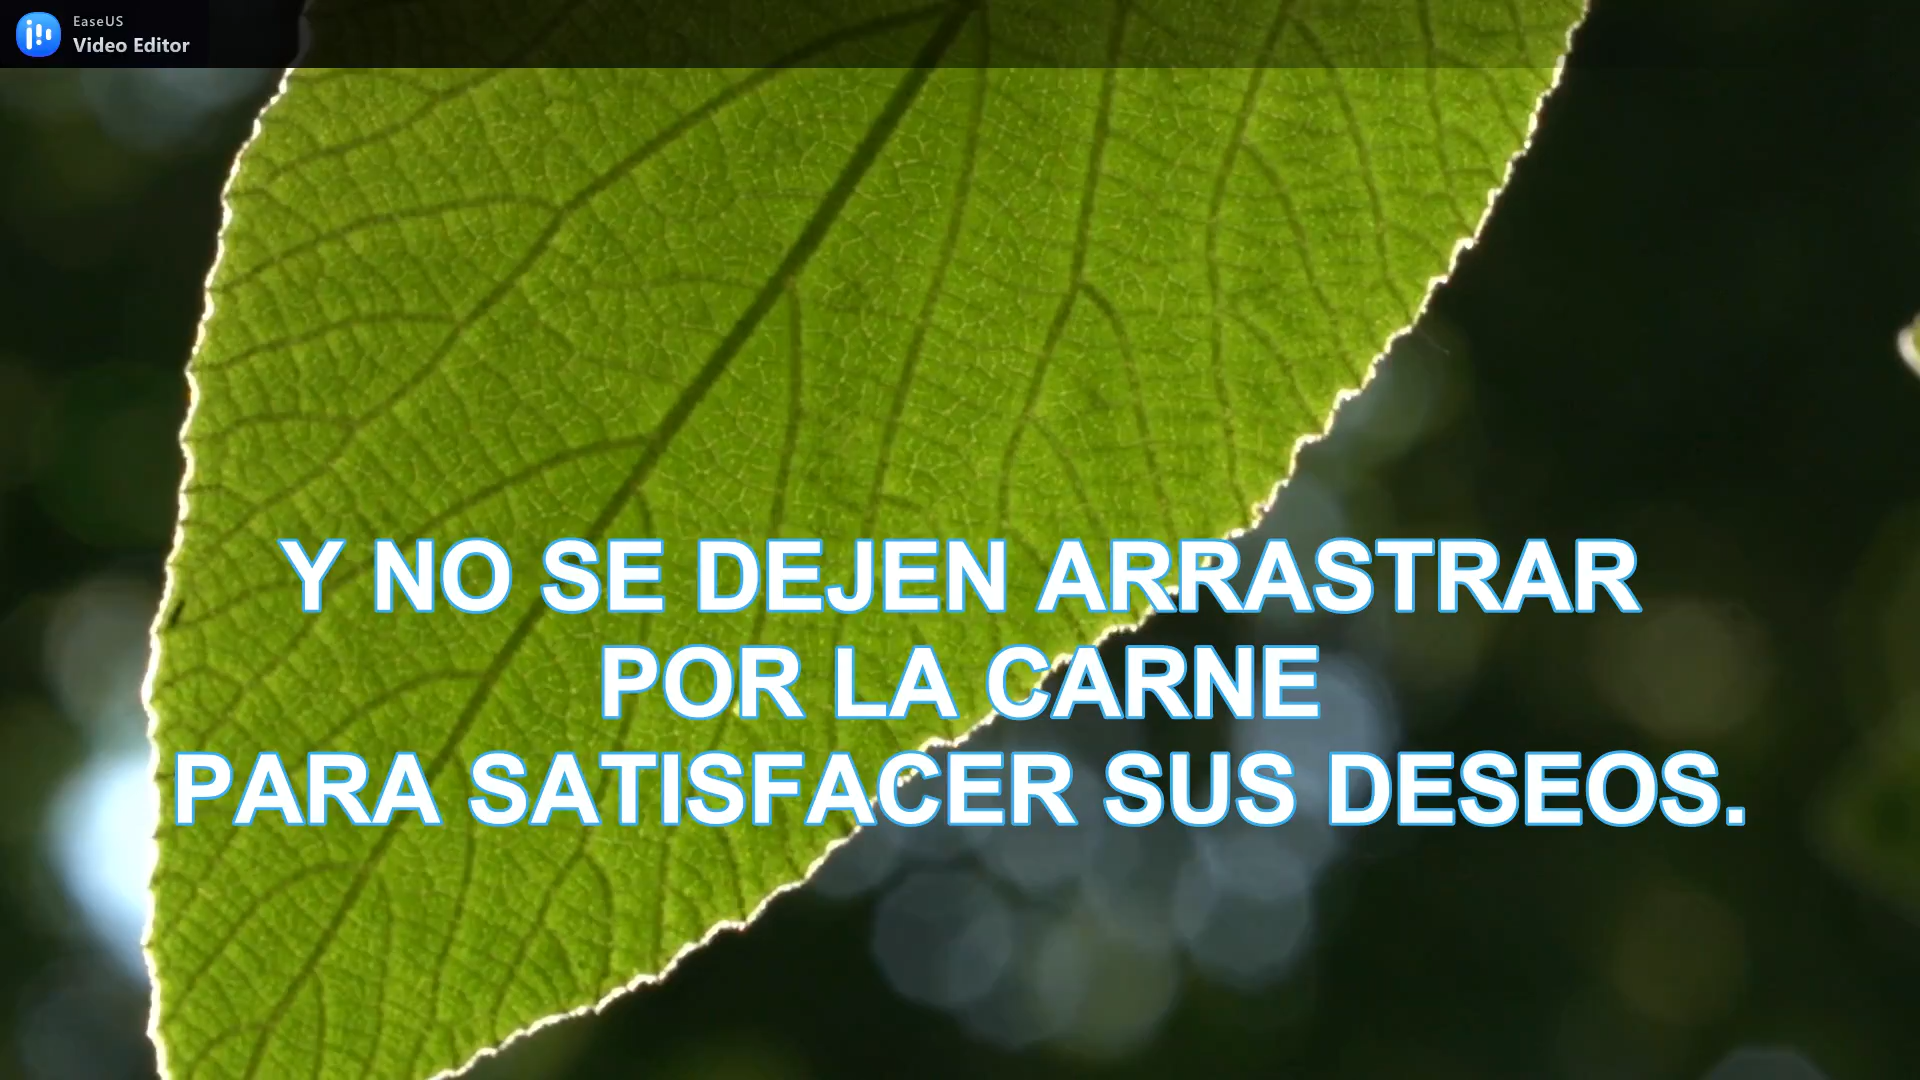 EaseUS
Video Editor
Y NO SE DEJEN ARRASTRAR
POR LA CARNE
PARA SATISFACER SUS DESEOS.